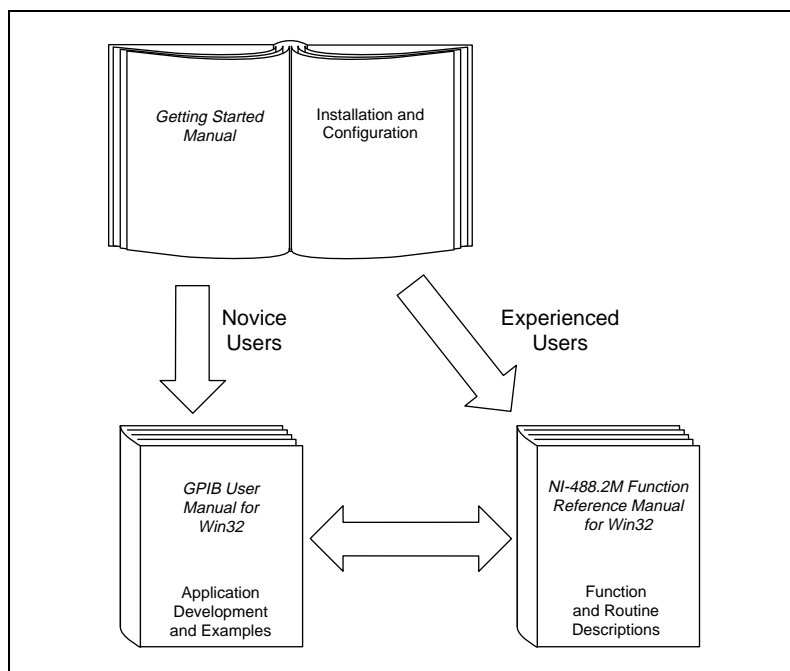 Getting Started
Manual
Installation and
Configuration
Novice
Users
Experienced
Users
GPIB User
Manual for
Win32
Application
Development
and Examples
NI-488.2M Function
Reference Manual
for Win32
Function
and Routine
Descriptions